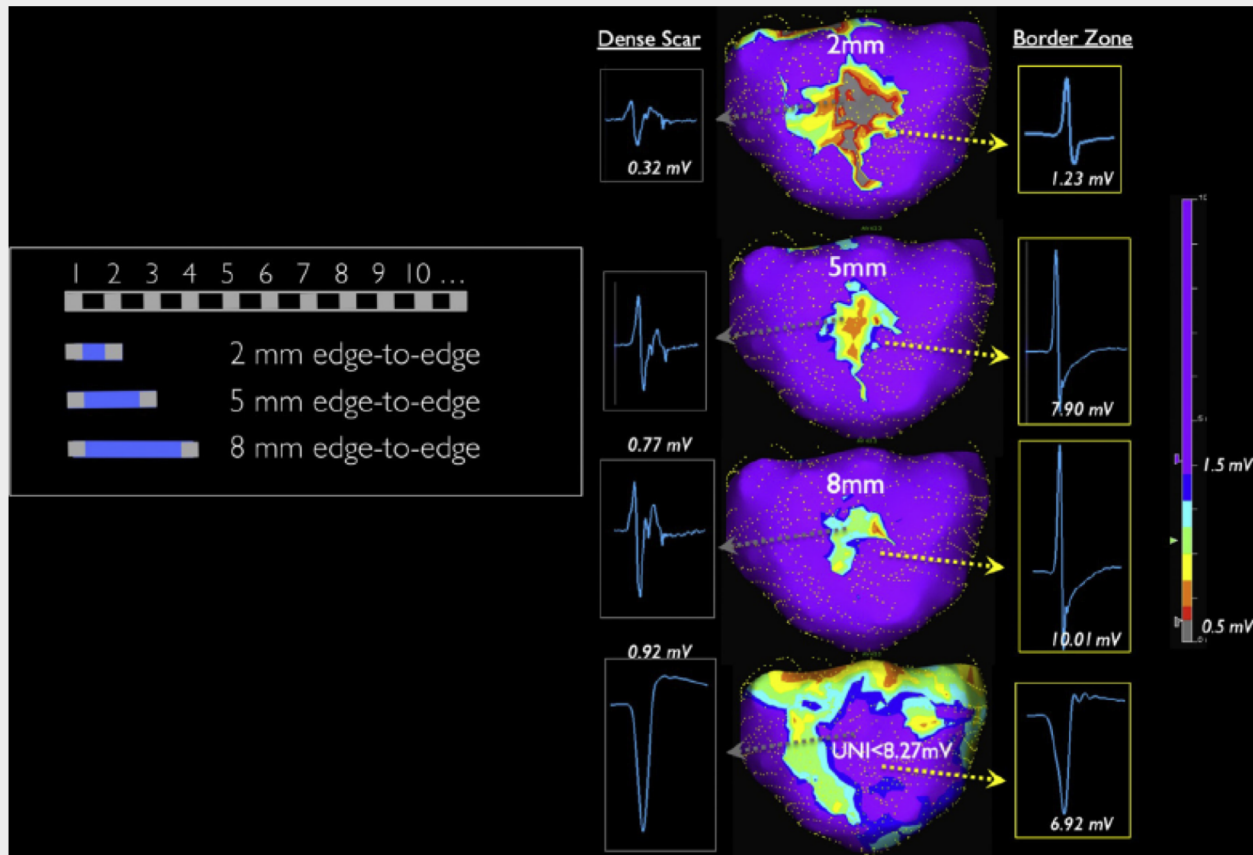 Dense Scar
2mm
Border Zone
0.32 mV
1.23 mV
1 2 3 4 5 6 7 8 9 10 ...
2 mm edge-to-edge
5 mm edge-to-edge
8 mm edge-to-edge
5mm
0.77 mV
7.90 mV
8mm
0.92 mV
10.01 mV
UNI<8.27mV
6.92 mV
1.5 mV
0.5 mV